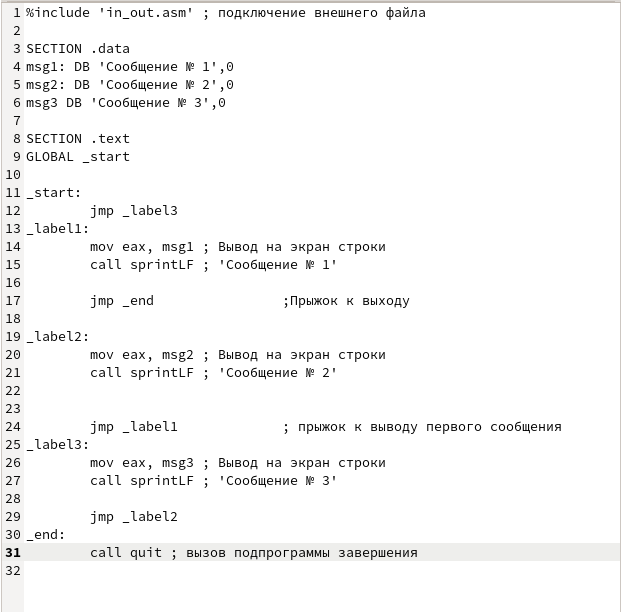 1 %include 'in_out.asm' ; подключение внешнего файла
2
3 SECTION .data
4 msg1: DB 'Сообщение № 1',0
5 msg2: DB 'Сообщение № 2',0
6 msg3 DB 'Сообщение № 3',0
7
8 SECTION .text
9 GLOBAL _start
10
11 _start:
12 jmp _label3
13 _label1:
14 mov eax, msg1 ; Вывод на экран строки
15 call sprintLF ; 'Сообщение № 1'
16
17 jmp _end ;Прыжок к выходу
18
19 _label2:
20 mov eax, msg2 ; Вывод на экран строки
21 call sprintLF ; 'Сообщение № 2'
22
23
24 jmp _label1 ; прыжок к выводу первого сообщения
25 _label3:
26 mov eax, msg3 ; Вывод на экран строки
27 call sprintLF ; 'Сообщение № 3'
28
29 jmp _label2
30 _end:
31 call quit ; вызов подпрограммы завершения
32